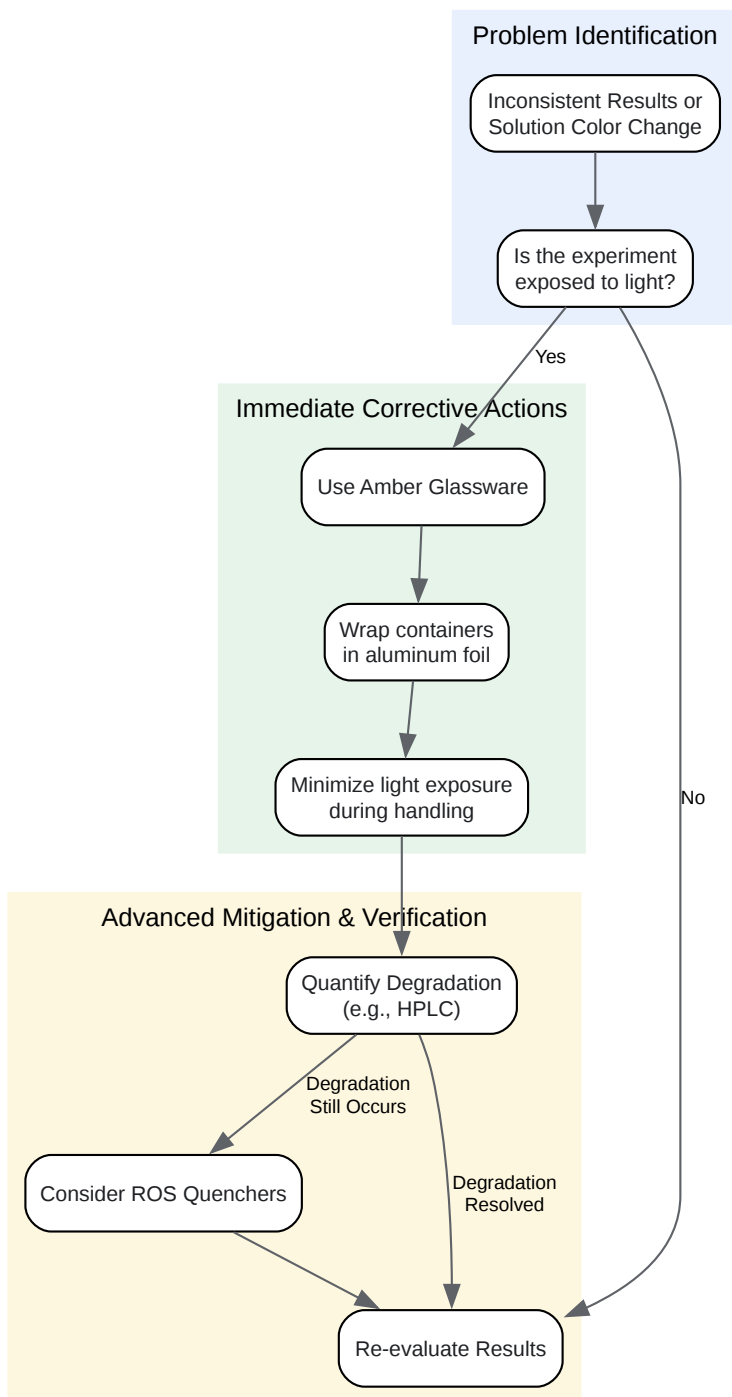 Problem Identification
Inconsistent Results or
Solution Color Change
Is the experiment
exposed to light?
Yes
Immediate Corrective Actions
Use Amber Glassware
Wrap containers
in aluminum foil
Minimize light exposure
during handling
No
Advanced Mitigation & Verification
Quantify Degradation
(e.g., HPLC)
Degradation
Still Occurs
Consider ROS Quenchers
Degradation
Resolved
Re-evaluate Results